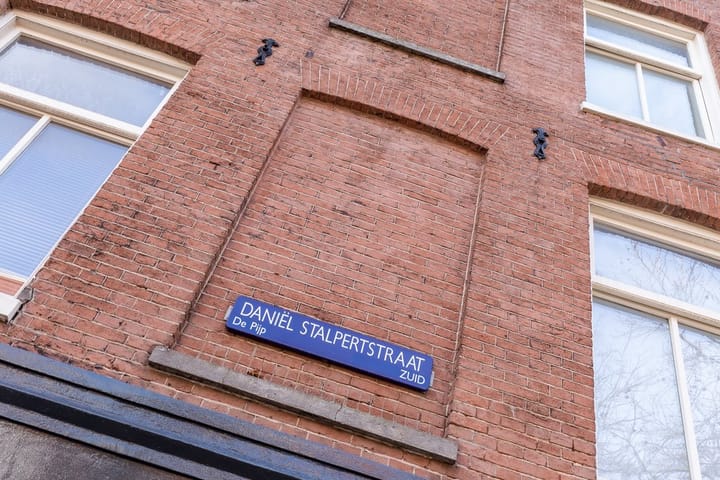 DANIËL STALPERTSTRAAT
De Pijp
ZUID